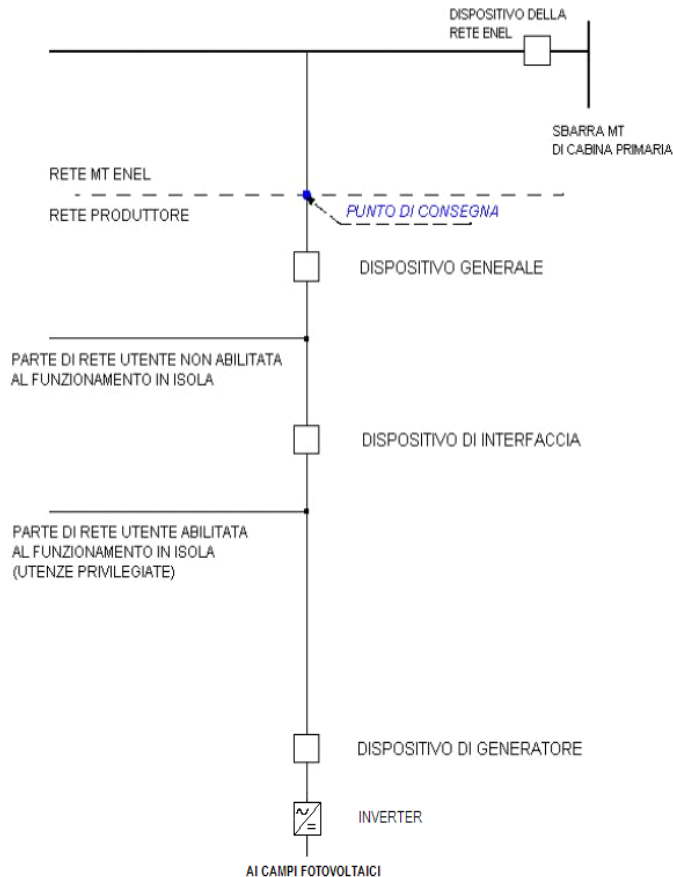 DISPOSITIVO DELLA
RETE ENEL
SBARRA MT
DI CABINA PRIMARIA
RETE MT ENEL
RETE PRODUTTORE
PUNTO DI CONSEGNA
DISPOSITIVO GENERALE
PARTE DI RETE UTENTE NON ABILITATA
AL FUNZIONAMENTO IN ISOLA
DISPOSITIVO DI INTERFACCIA
PARTE DI RETE UTENTE ABILITATA
AL FUNZIONAMENTO IN ISOLA
(UTENZE PRIVILEGIATE)
DISPOSITIVO DI GENERATORE
INVERTER
AI CAMPI FOTOVOLTAICI